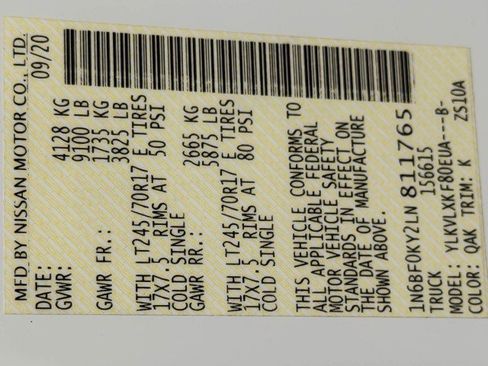 MFD BY NISSAN MOTOR CO., LTD.
DATE: 09/20
GVWR: 4128 KG
9100 LB
GAWR FR.: 1735 KG
3825 LB
WITH LT245/70R17 E TIRES
17X7.5 RIMS AT 50 PSI
COLD SINGLE
GAWR RR.: 2665 KG
5875 LB
WITH LT245/70R17 E TIRES
17X7.5 RIMS AT 80 PSI
COLD SINGLE
THIS VEHICLE CONFORMS TO
ALL APPLICABLE FEDERAL
MOTOR VEHICLE SAFETY
STANDARDS IN EFFECT ON
THE DATE OF MANUFACTURE
SHOWN ABOVE.
1N6BF0KY2LN 811765
TRUCK 156615
MODEL: YLKVLXKF80EUA---B-
COLOR: QAK TRIM: K ZS10A